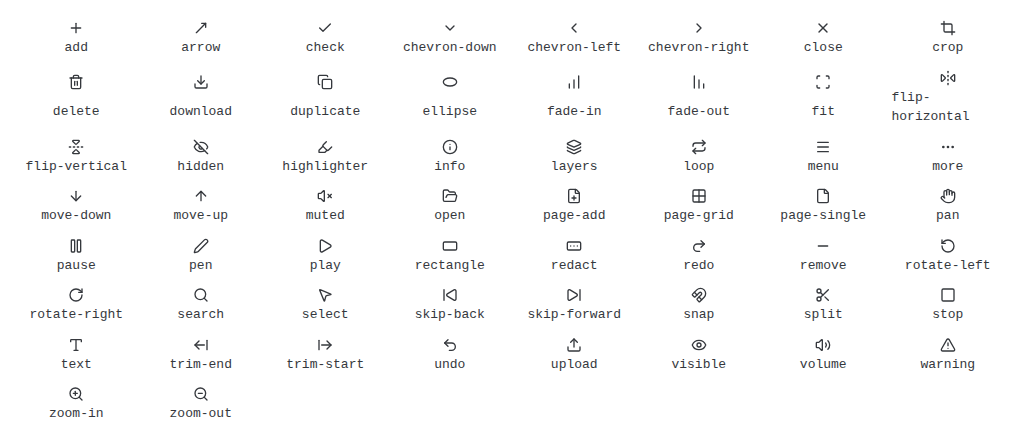 add arrow check chevron-down chevron-left chevron-right close crop
delete download duplicate ellipse fade-in fade-out fit flip-
horizontal
flip-vertical hidden highlighter info layers loop menu more
move-down move-up muted open page-add page-grid page-single pan
pause pen play rectangle redact redo remove rotate-left
rotate-right search select skip-back skip-forward snap split stop
text trim-end trim-start undo upload visible volume warning
zoom-in zoom-out